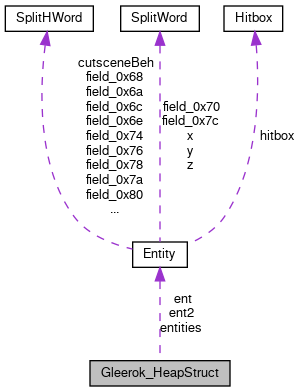 SplitHWord
SplitWord
Hitbox
cutsceneBeh
field_0x68
field_0x6a
field_0x6c
field_0x6e
field_0x74
field_0x76
field_0x78
field_0x7a
field_0x80
...
field_0x70
field_0x7c
x
y
z
hitbox
Entity
ent
ent2
entities
Gleerok_HeapStruct